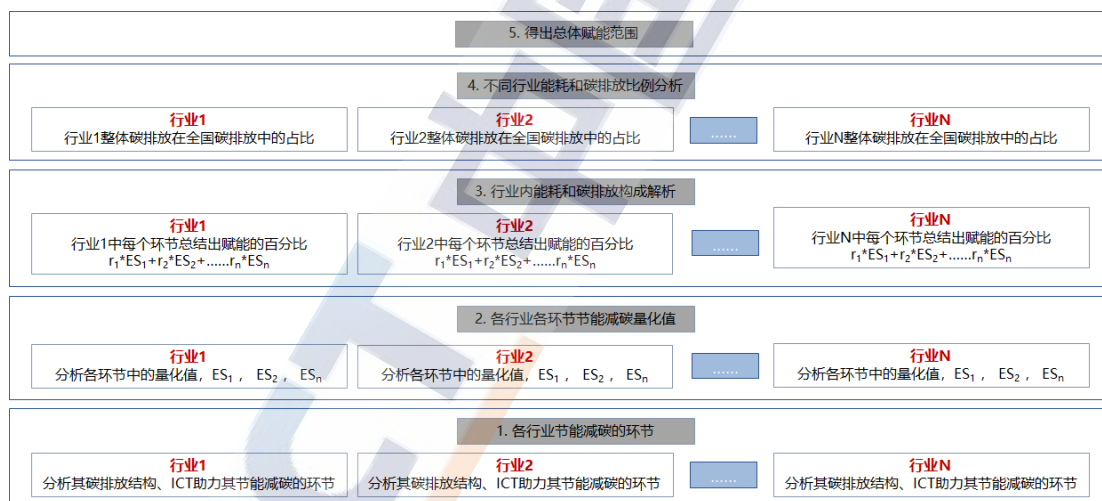 5. 得出总体赋能范围
4. 不同行业能耗和碳排放比例分析
行业1
行业1整体碳排放在全国碳排放中的占比
行业2
行业2整体碳排放在全国碳排放中的占比
......
行业N
行业N整体碳排放在全国碳排放中的占比
3. 行业内能耗和碳排放构成解析
行业1
行业1中每个环节总结出赋能的百分比
r₁*ES₁+r₂*ES₂+......rₙ*ESₙ
行业2
行业2中每个环节总结出赋能的百分比
r₁*ES₁+r₂*ES₂+......rₙ*ESₙ
......
行业N
行业N中每个环节总结出赋能的百分比
r₁*ES₁+r₂*ES₂+......rₙ*ESₙ
2. 各行业各环节节能减碳量化值
行业1
分析各环节中的量化值，ES₁ ， ES₂ ， ESₙ
行业2
分析各环节中的量化值，ES₁ ， ES₂ ， ESₙ
......
行业N
分析各环节中的量化值，ES₁ ， ES₂ ， ESₙ
1. 各行业节能减碳的环节
行业1
分析其碳排放结构、ICT助力其节能减碳的环节
行业2
分析其碳排放结构、ICT助力其节能减碳的环节
......
行业N
分析其碳排放结构、ICT助力其节能减碳的环节